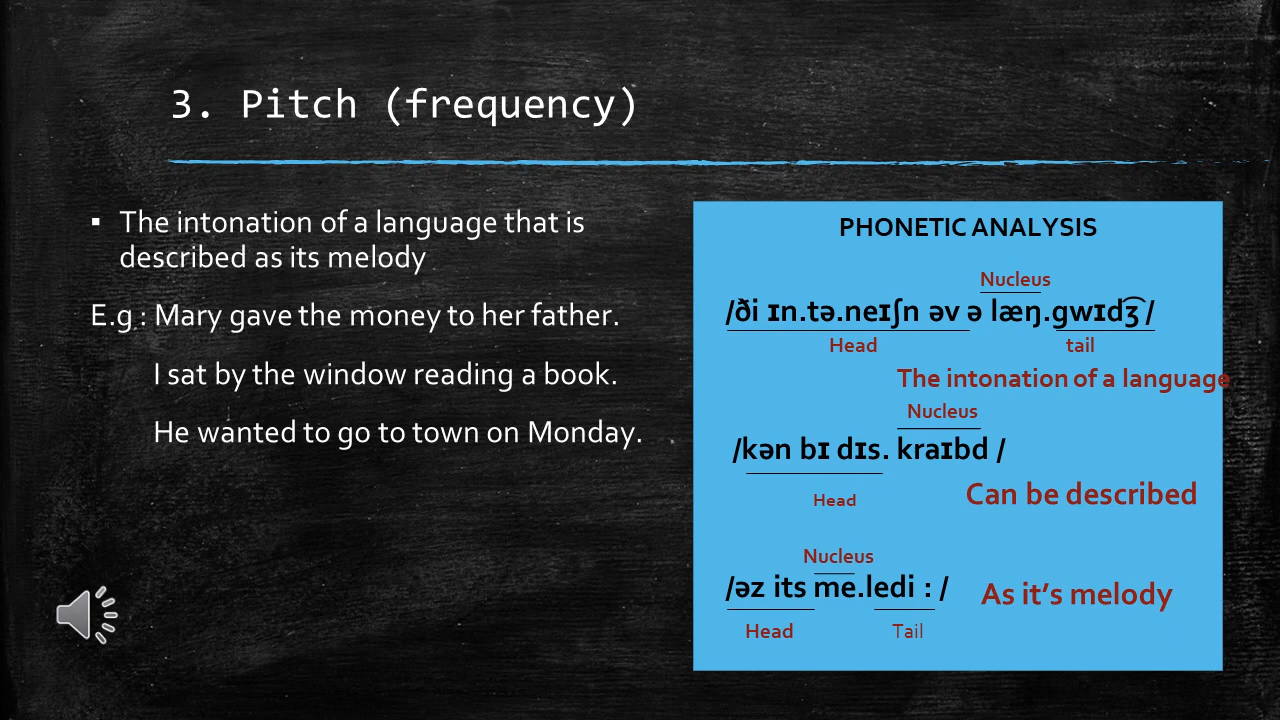 3. Pitch (frequency)
▪ The intonation of a language that is
described as its melody
E.g : Mary gave the money to her father.
I sat by the window reading a book.
He wanted to go to town on Monday.
PHONETIC ANALYSIS
Nucleus
/ði ɪn.tə.neɪʃn əv ə læŋ.gwɪd͡ʒ /
Head
tail
The intonation of a language
Nucleus
/kən bɪ dɪs. kraɪbd /
Head
Can be described
Nucleus
/əz its me.ledi : /
As it’s melody
Head
Tail